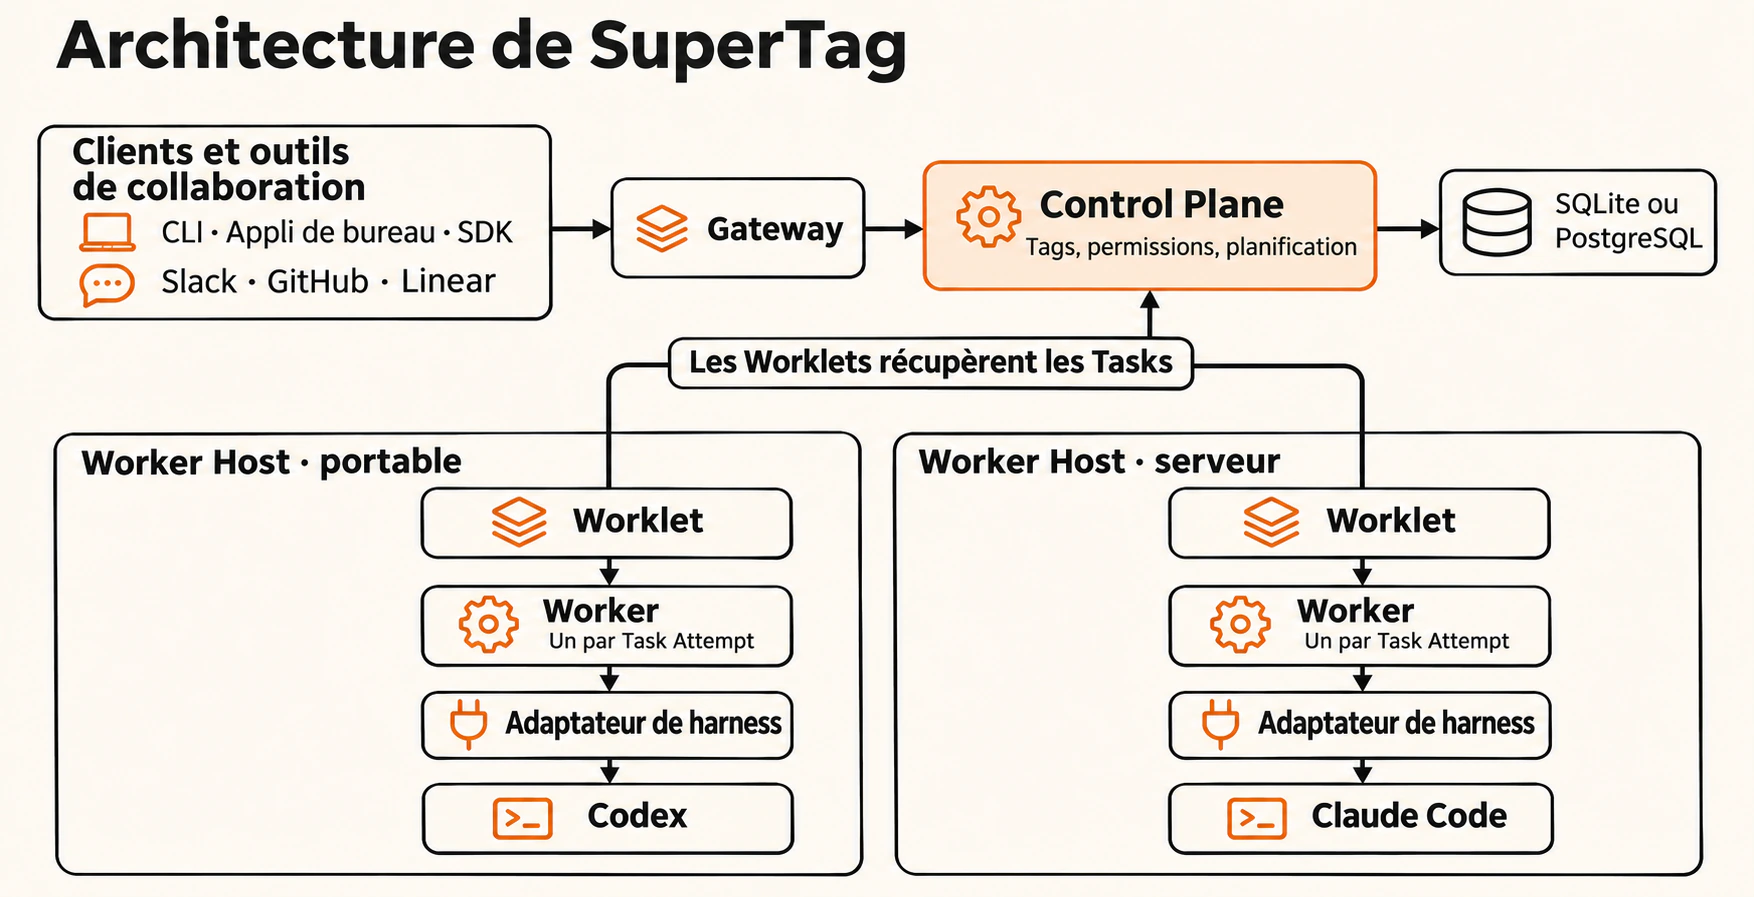 Architecture de SuperTag
Clients et outils
de collaboration
CLI · Appli de bureau · SDK
Slack · GitHub · Linear
Gateway
Control Plane
Tags, permissions, planification
SQLite ou
PostgreSQL
Les Worklets récupèrent les Tasks
Worker Host · portable
Worklet
Worker
Un par Task Attempt
Adaptateur de harness
Codex
Worker Host · serveur
Worklet
Worker
Un par Task Attempt
Adaptateur de harness
Claude Code